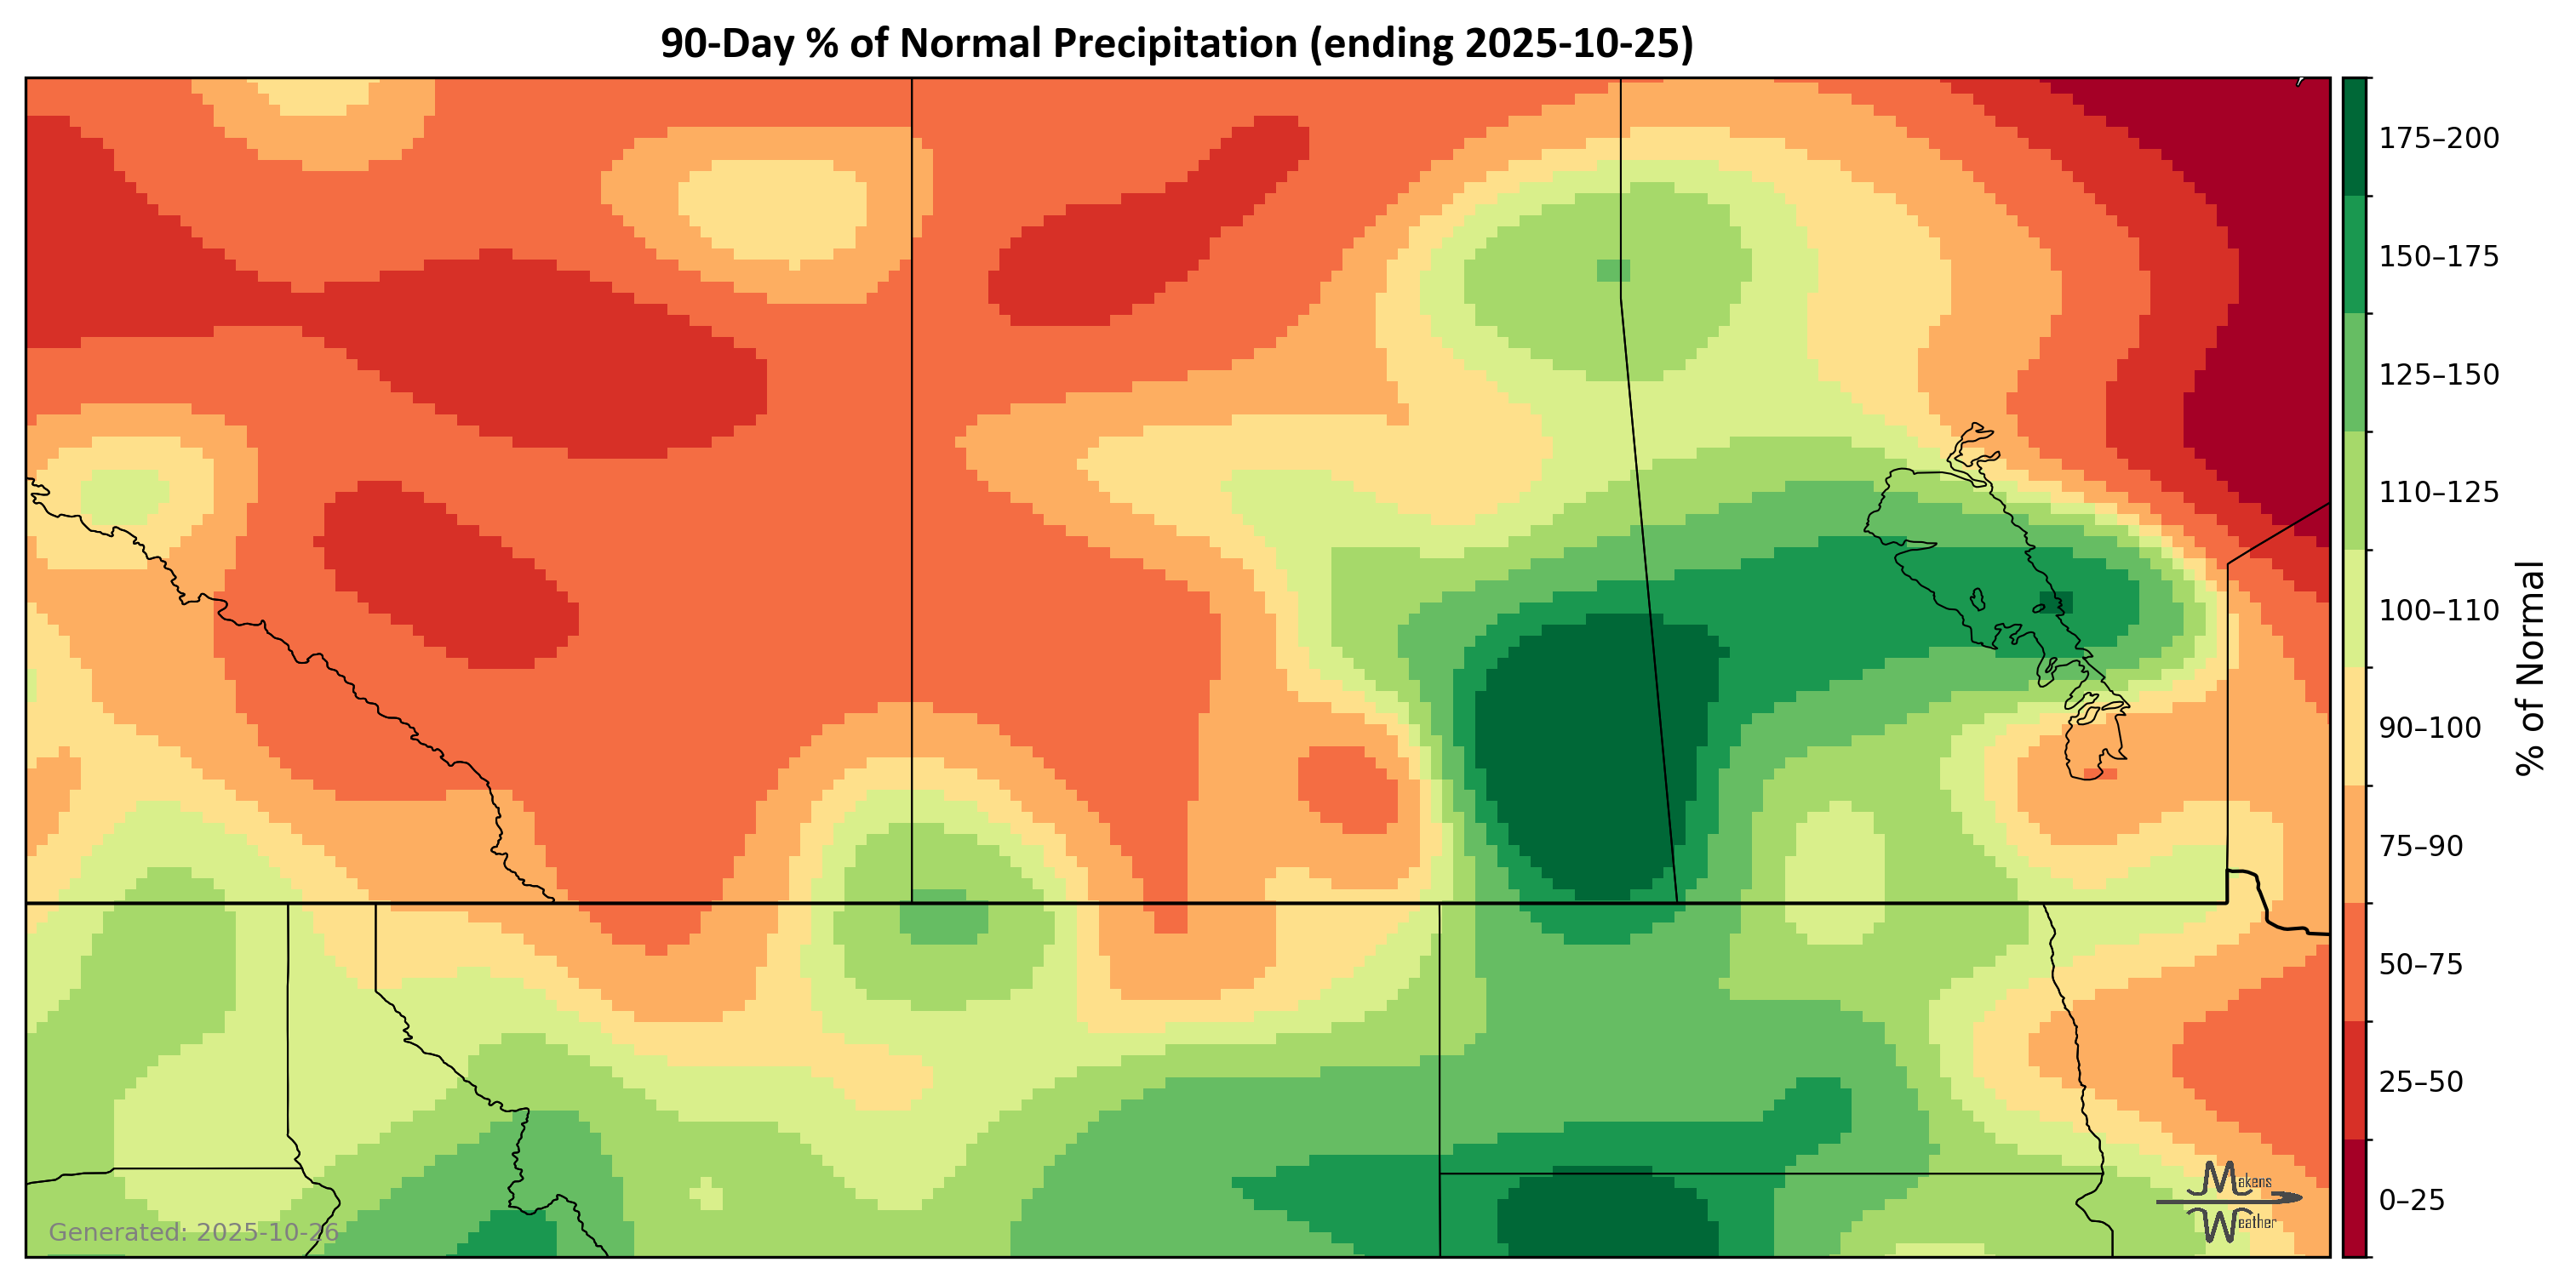 90-Day % of Normal Precipitation (ending 2025-10-25)
175–200
150–175
125–150
110–125
100–110
90–100
75–90
50–75
25–50
0–25
% of Normal
Generated: 2025-10-26
Makens
Weather